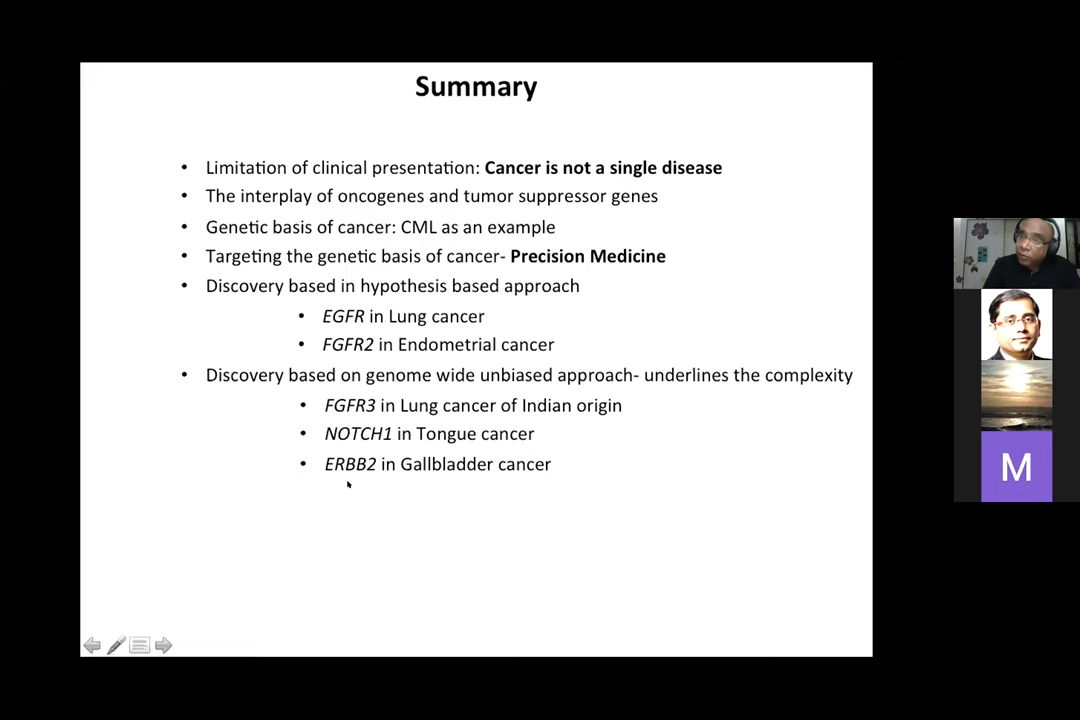 Summary
• Limitation of clinical presentation: Cancer is not a single disease
• The interplay of oncogenes and tumor suppressor genes
• Genetic basis of cancer: CML as an example
• Targeting the genetic basis of cancer- Precision Medicine
• Discovery based in hypothesis based approach
• EGFR in Lung cancer
• FGFR2 in Endometrial cancer
• Discovery based on genome wide unbiased approach- underlines the complexity
• FGFR3 in Lung cancer of Indian origin
• NOTCH1 in Tongue cancer
• ERBB2 in Gallbladder cancer
M